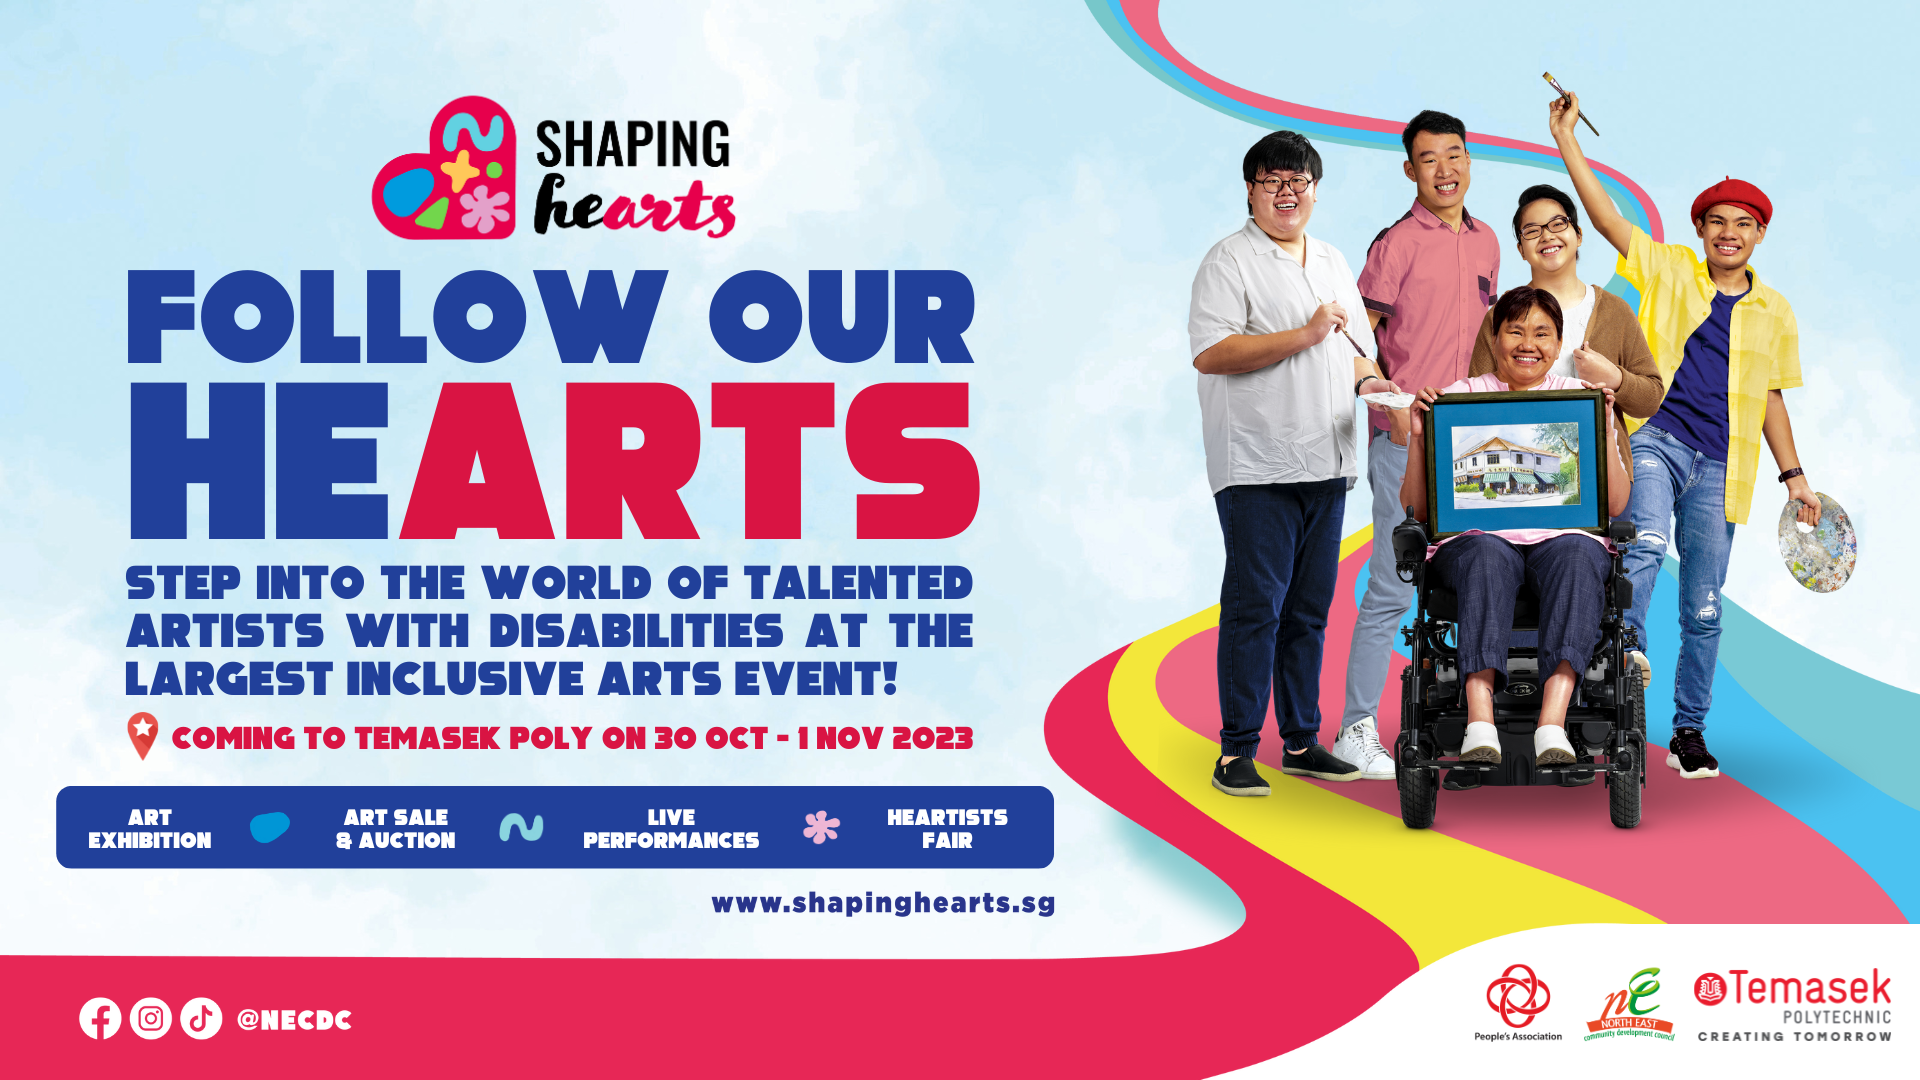 SHAPING
hearts
FOLLOW OUR
HEARTS
STEP INTO THE WORLD OF TALENTED
ARTISTS WITH DISABILITIES AT THE
LARGEST INCLUSIVE ARTS EVENT!
COMING TO TEMASEK POLY ON 30 OCT - 1 NOV 2023
ART
EXHIBITION
ART SALE
& AUCTION
LIVE
PERFORMANCES
HEARTISTS
FAIR
www.shapinghearts.sg
@NECDC
People's Association
nE
NORTH EAST
community development council
Temasek
POLYTECHNIC
CREATING TOMORROW